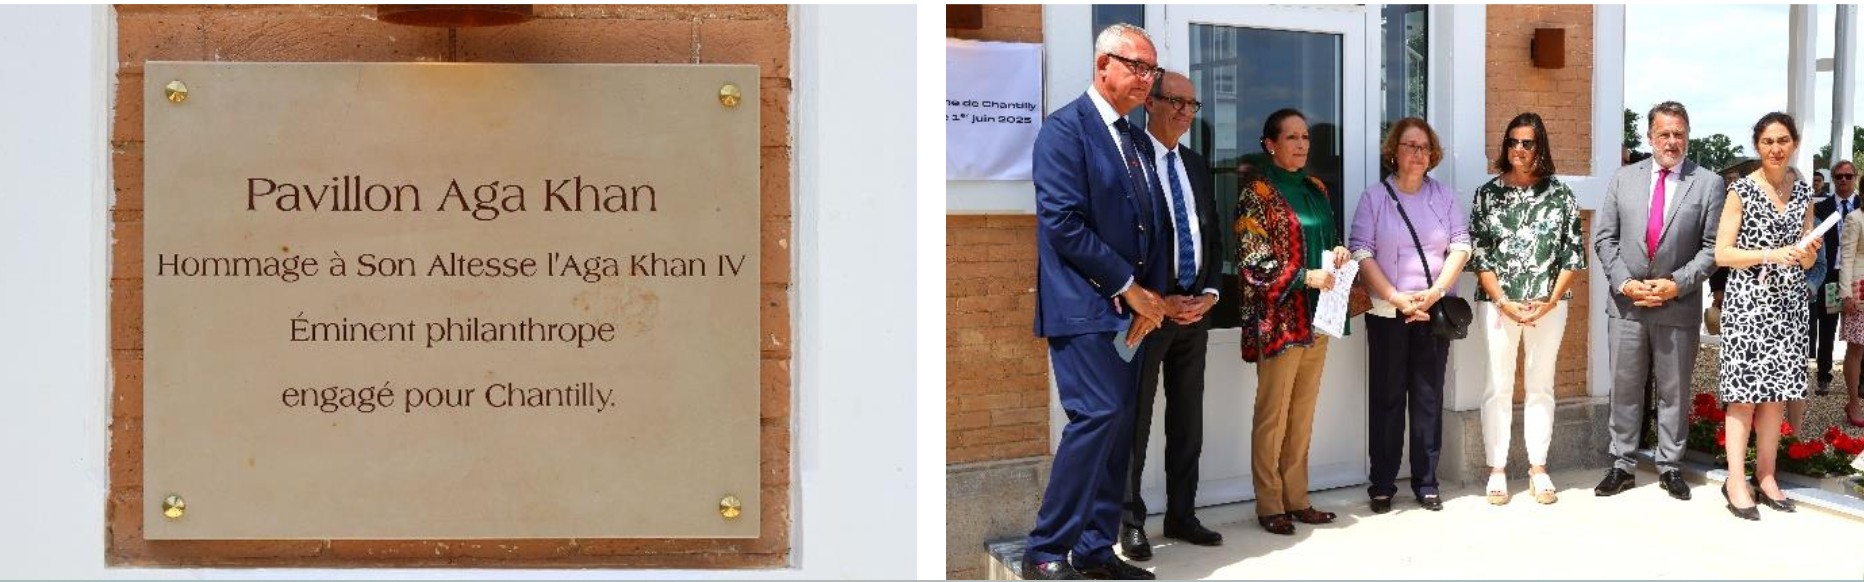 Pavillon Aga Khan
Hommage à Son Altesse l'Aga Khan IV
Éminent philanthrope
engagé pour Chantilly.
de Chantilly
1er juin 2025